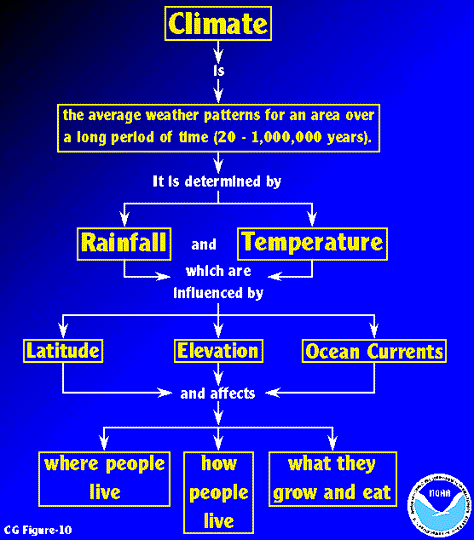 Climate
Is
the average weather patterns for an area over
a long period of time (20 - 1,000,000 years).
It is determined by
Rainfall and Temperature
which are
influenced by
Latitude Elevation Ocean Currents
and affects
where people
live
how
people
live
what they
grow and eat
NOAA
CG Figure-10